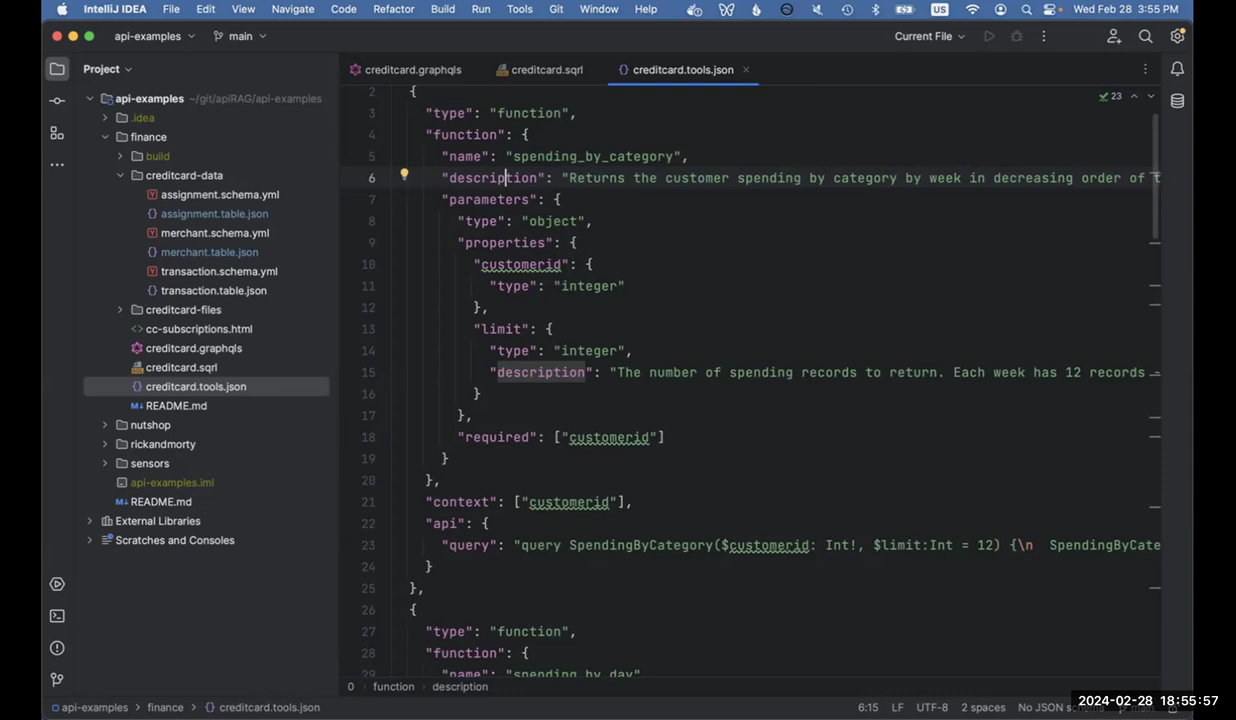 IntelliJ IDEA File Edit View Navigate Code Refactor Build Run Tools Git Window Help US Wed Feb 28 3:55 PM
api-examples main Current File
Project creditcard.graphqls creditcard.sqrl creditcard.tools.json
api-examples ~/git/apiRAG/api-examples
.idea
finance
build
creditcard-data
assignment.schema.yml
assignment.table.json
merchant.schema.yml
merchant.table.json
transaction.schema.yml
transaction.table.json
creditcard-files
cc-subscriptions.html
creditcard.graphqls
creditcard.sqrl
creditcard.tools.json
README.md
nutshop
rickandmorty
sensors
api-examples.iml
README.md
External Libraries
Scratches and Consoles
23
2 {
3 "type": "function",
4 "function": {
5 "name": "spending_by_category",
6 "description": "Returns the customer spending by category by week in decreasing order of t
7 "parameters": {
8 "type": "object",
9 "properties": {
10 "customerid": {
11 "type": "integer"
12 },
13 "limit": {
14 "type": "integer",
15 "description": "The number of spending records to return. Each week has 12 records
16 }
17 },
18 "required": ["customerid"]
19 }
20 },
21 "context": ["customerid"],
22 "api": {
23 "query": "query SpendingByCategory($customerid: Int!, $limit:Int = 12) {\n SpendingByCate
24 }
25 },
26 {
27 "type": "function",
28 "function": {
29 "name": "spending_by_day"
0 function description
api-examples finance creditcard.tools.json 6:15 LF UTF-8 2 spaces No JSON
2024-02-28 18:55:57